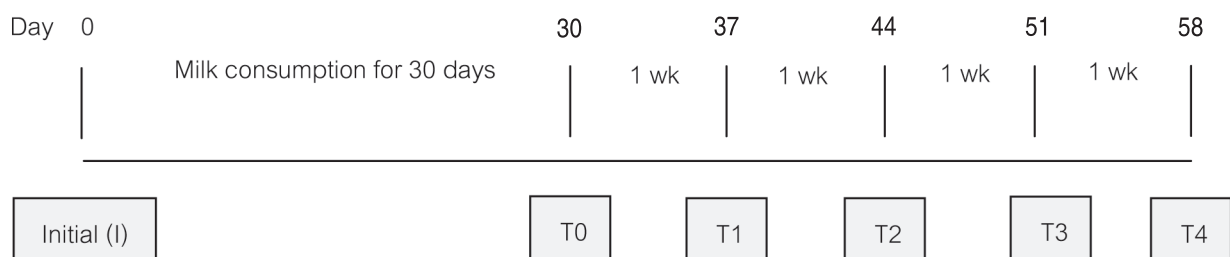 Day 0 30 37 44 51 58
Milk consumption for 30 days 1 wk 1 wk 1 wk 1 wk
Initial (I) T0 T1 T2 T3 T4